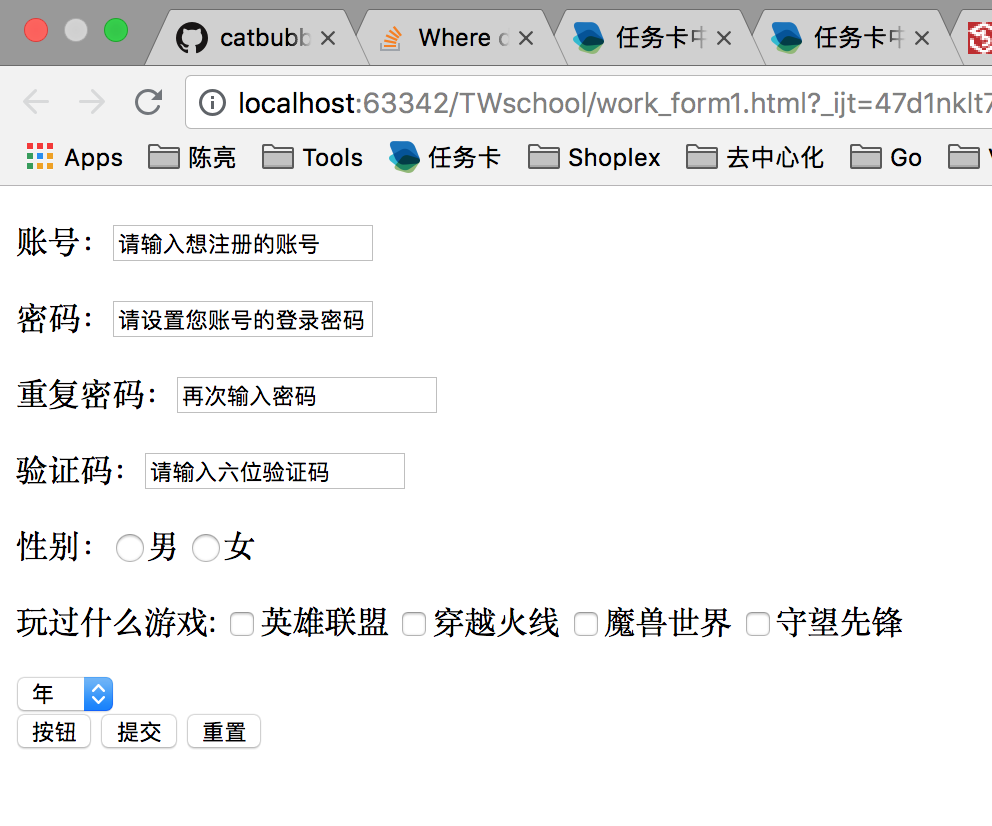 catbubb Where 任务卡 任务卡
localhost:63342/TWschool/work_form1.html?_ijt=47d1nklt
Apps 陈亮 Tools 任务卡 Shoplex 去中心化 Go
账号： 请输入想注册的账号
密码： 请设置您账号的登录密码
重复密码： 再次输入密码
验证码： 请输入六位验证码
性别： 男 女
玩过什么游戏: 英雄联盟 穿越火线 魔兽世界 守望先锋
年
按钮 提交 重置